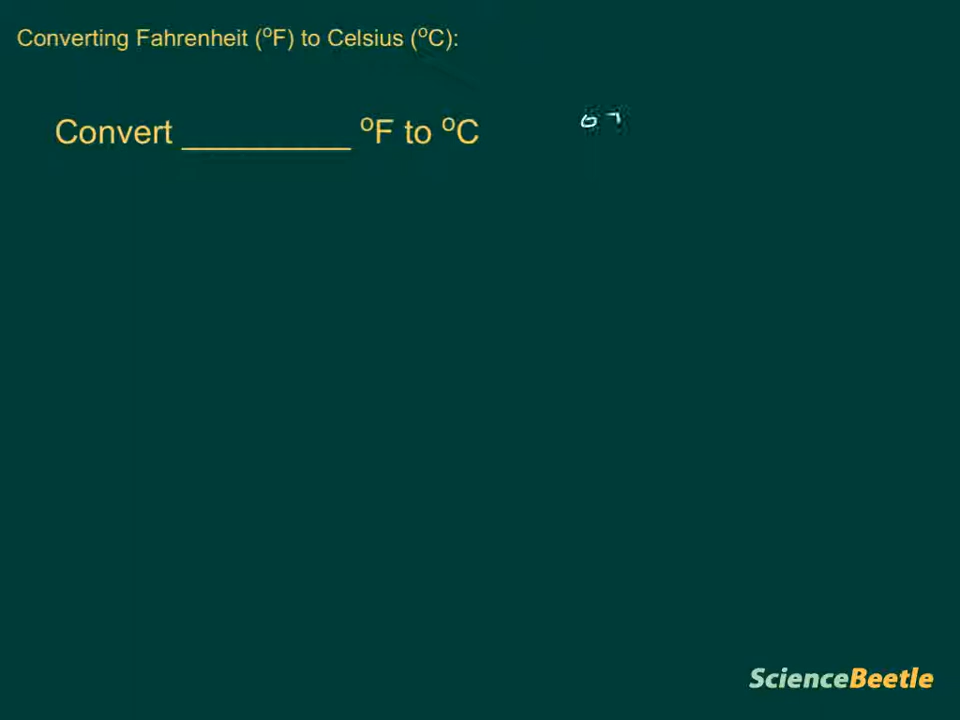 Converting Fahrenheit (ºF) to Celsius (ºC):
Convert _________ ºF to ºC
ScienceBeetle